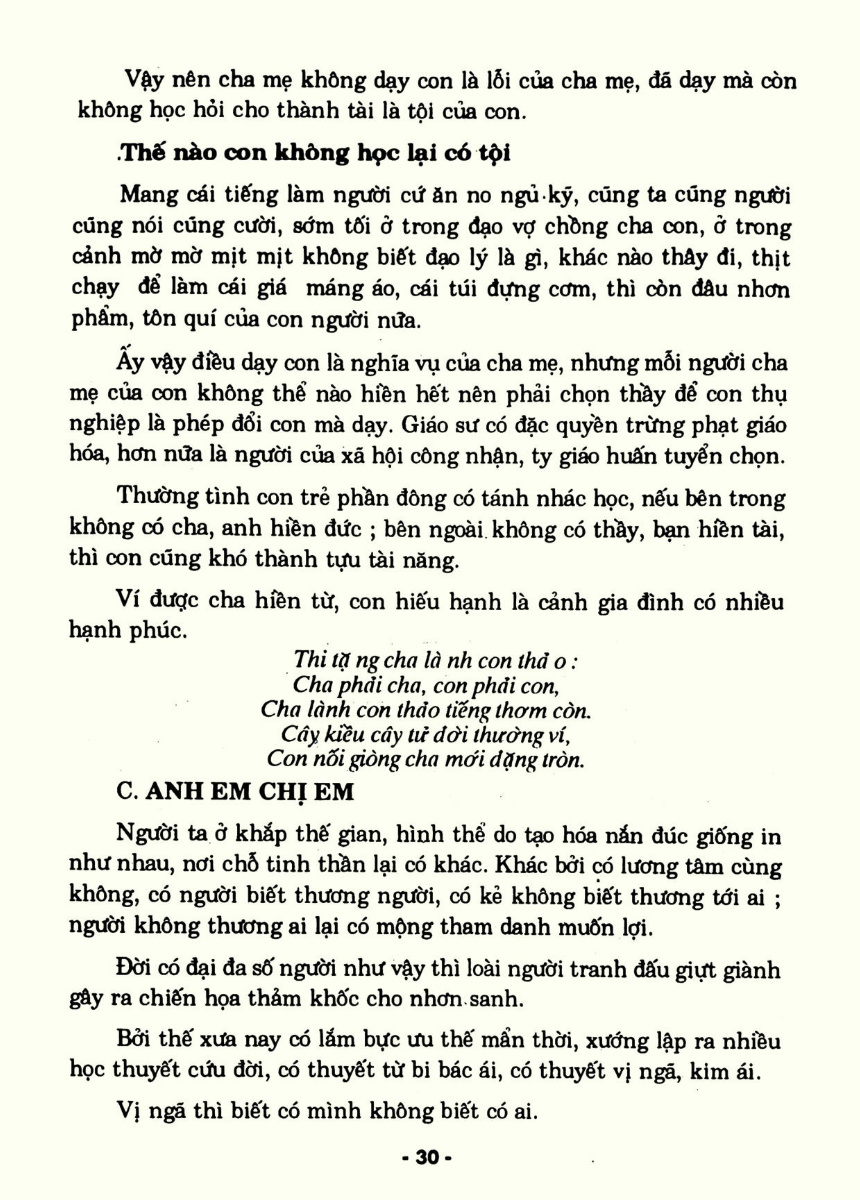 Vậy nên cha mẹ không dạy con là lỗi của cha mẹ, đã dạy mà còn
không học hỏi cho thành tài là tội của con.
.Thế nào con không học lại có tội
Mang cái tiếng làm người cứ ăn no ngủ kỹ, cũng ta cũng người
cũng nói cũng cười, sớm tối ở trong đạo vợ chồng cha con, ở trong
cảnh mờ mờ mịt mịt không biết đạo lý là gì, khác nào thây đi, thịt
chạy để làm cái giá máng áo, cái túi đựng cơm, thì còn đâu nhơn
phẩm, tôn quí của con người nữa.
Ấy vậy điều dạy con là nghĩa vụ của cha mẹ, nhưng mỗi người cha
mẹ của con không thể nào hiền hết nên phải chọn thầy để con thụ
nghiệp là phép đổi con mà dạy. Giáo sư có đặc quyền trừng phạt giáo
hóa, hơn nữa là người của xã hội công nhận, ty giáo huấn tuyển chọn.
Thường tình con trẻ phần đông có tánh nhác học, nếu bên trong
không có cha, anh hiền đức ; bên ngoài không có thầy, bạn hiền tài,
thì con cũng khó thành tựu tài năng.
Ví được cha hiền từ, con hiếu hạnh là cảnh gia đình có nhiều
hạnh phúc.
Thi tặ ng cha là nh con thả o :
Cha phải cha, con phải con,
Cha lành con thảo tiếng thơm còn.
Cây kiều cây tử đời thường ví,
Con nối giòng cha mới đặng tròn.
C. ANH EM CHỊ EM
Người ta ở khắp thế gian, hình thể do tạo hóa nắn đúc giống in
như nhau, nơi chỗ tinh thần lại có khác. Khác bởi có lương tâm cùng
không, có người biết thương người, có kẻ không biết thương tới ai ;
người không thương ai lại có mộng tham danh muốn lợi.
Đời có đại đa số người như vậy thì loài người tranh đấu giựt giành
gây ra chiến họa thảm khốc cho nhơn sanh.
Bởi thế xưa nay có lắm bực ưu thế mẩn thời, xướng lập ra nhiều
học thuyết cứu đời, có thuyết từ bi bác ái, có thuyết vị ngã, kim ái.
Vị ngã thì biết có mình không biết có ai.
- 30 -